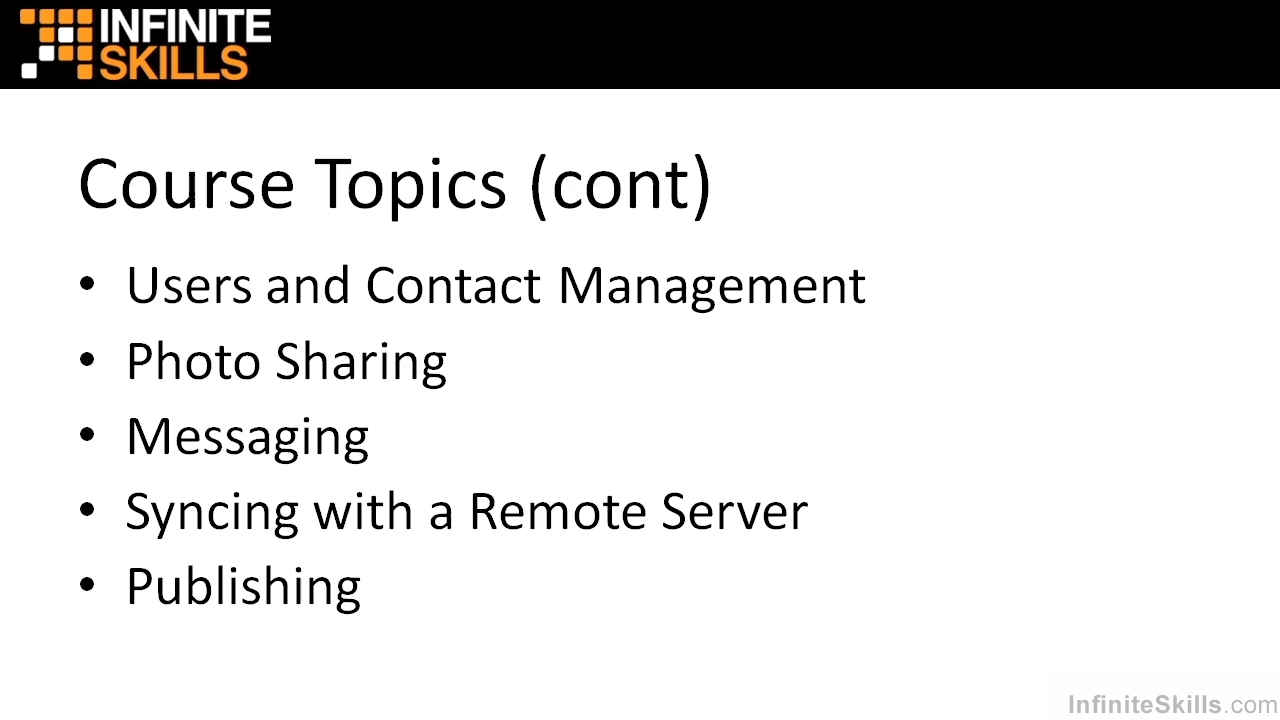 INFINITE
SKILLS
Course Topics (cont)
• Users and Contact Management
• Photo Sharing
• Messaging
• Syncing with a Remote Server
• Publishing
InfiniteSkills.com